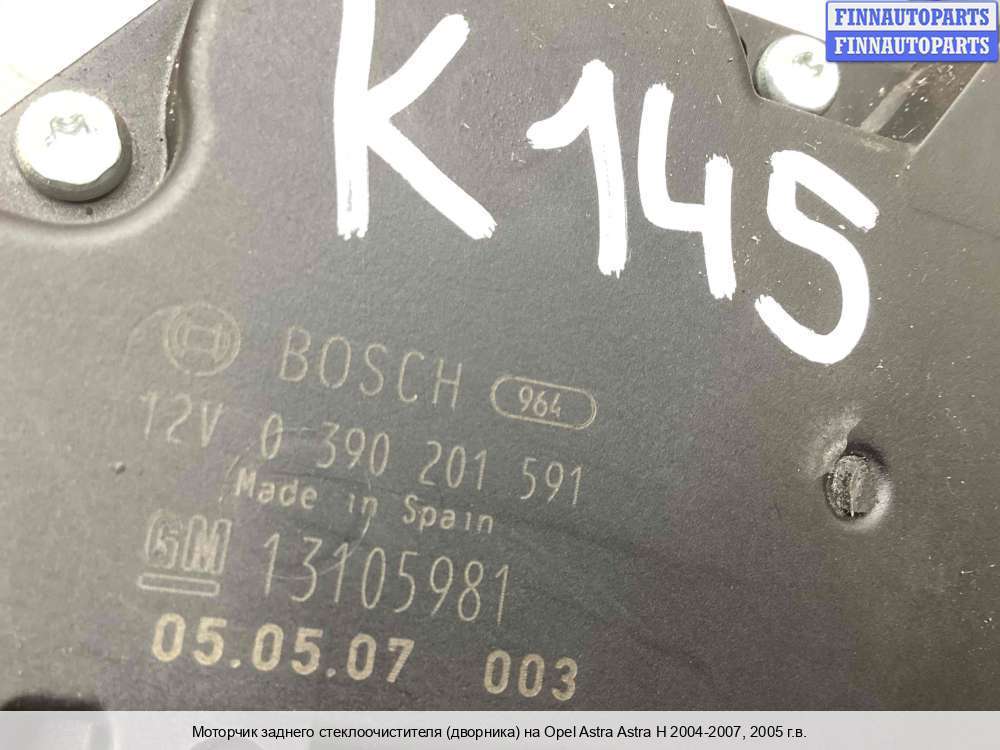 FINNAUTOPARTS
FINNAUTOPARTS
K145
BOSCH 964
12V 0 390 201 591
Made in Spain
GM 13105981
05.05.07 003
Моторчик заднего стеклоочистителя (дворника) на Opel Astra Astra H 2004-2007, 2005 г.в.